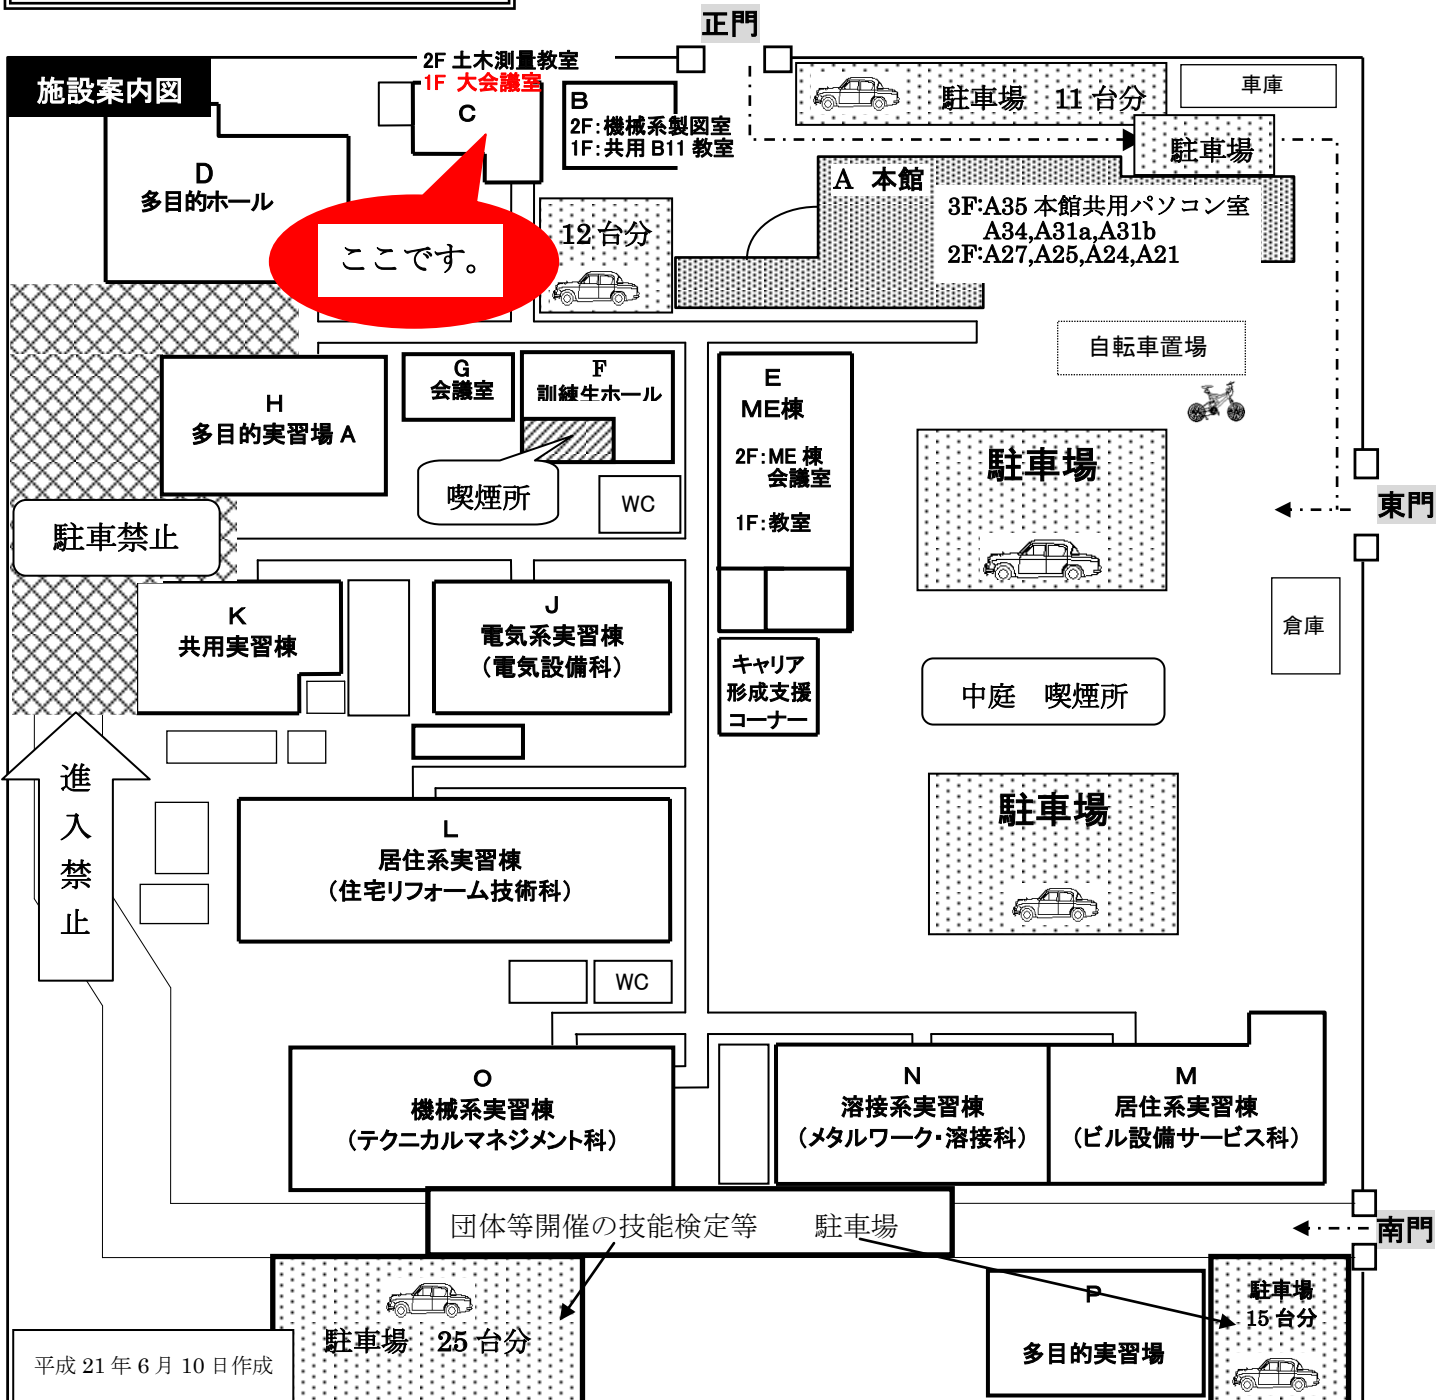 正門
施設案内図
2F 土木測量教室
1F 大会議室
C
B
2F:機械系製図室
1F:共用 B11 教室
駐車場 11 台分
車庫
駐車場
D
多目的ホール
ここです。
12 台分
A 本館
3F:A35 本館共用パソコン室
A34,A31a,A31b
2F:A27,A25,A24,A21
自転車置場
H
多目的実習場 A
G
会議室
F
訓練生ホール
喫煙所
WC
E
ME棟
2F:ME 棟
会議室
1F:教室
駐車場
東門
駐車禁止
K
共用実習棟
J
電気系実習棟
(電気設備科)
キャリア
形成支援
コーナー
中庭 喫煙所
倉庫
進
入
禁
止
駐車場
L
居住系実習棟
(住宅リフォーム技術科)
WC
O
機械系実習棟
(テクニカルマネジメント科)
N
溶接系実習棟
(メタルワーク・溶接科)
M
居住系実習棟
(ビル設備サービス科)
団体等開催の技能検定等 駐車場
南門
駐車場 25 台分
P
多目的実習場
駐車場
15 台分
平成 21 年 6 月 10 日作成